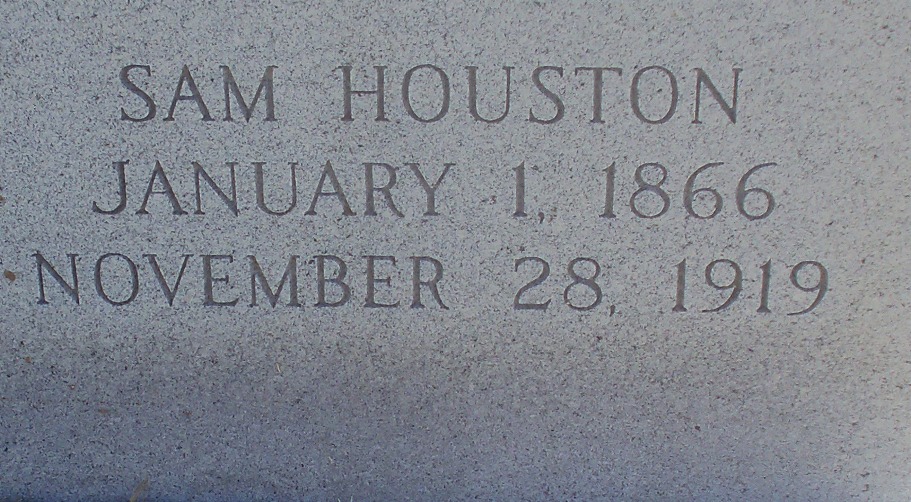 SAM HOUSTON
JANUARY 1, 1866
NOVEMBER 28, 1919